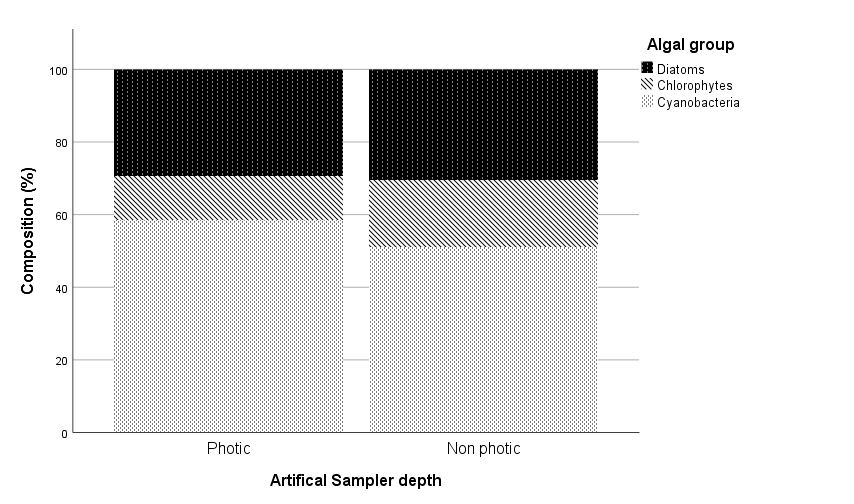 Algal group
Diatoms
Chlorophytes
Cyanobacteria
100
80
60
40
20
0
Composition (%)
Photic
Non photic
Artifical Sampler depth